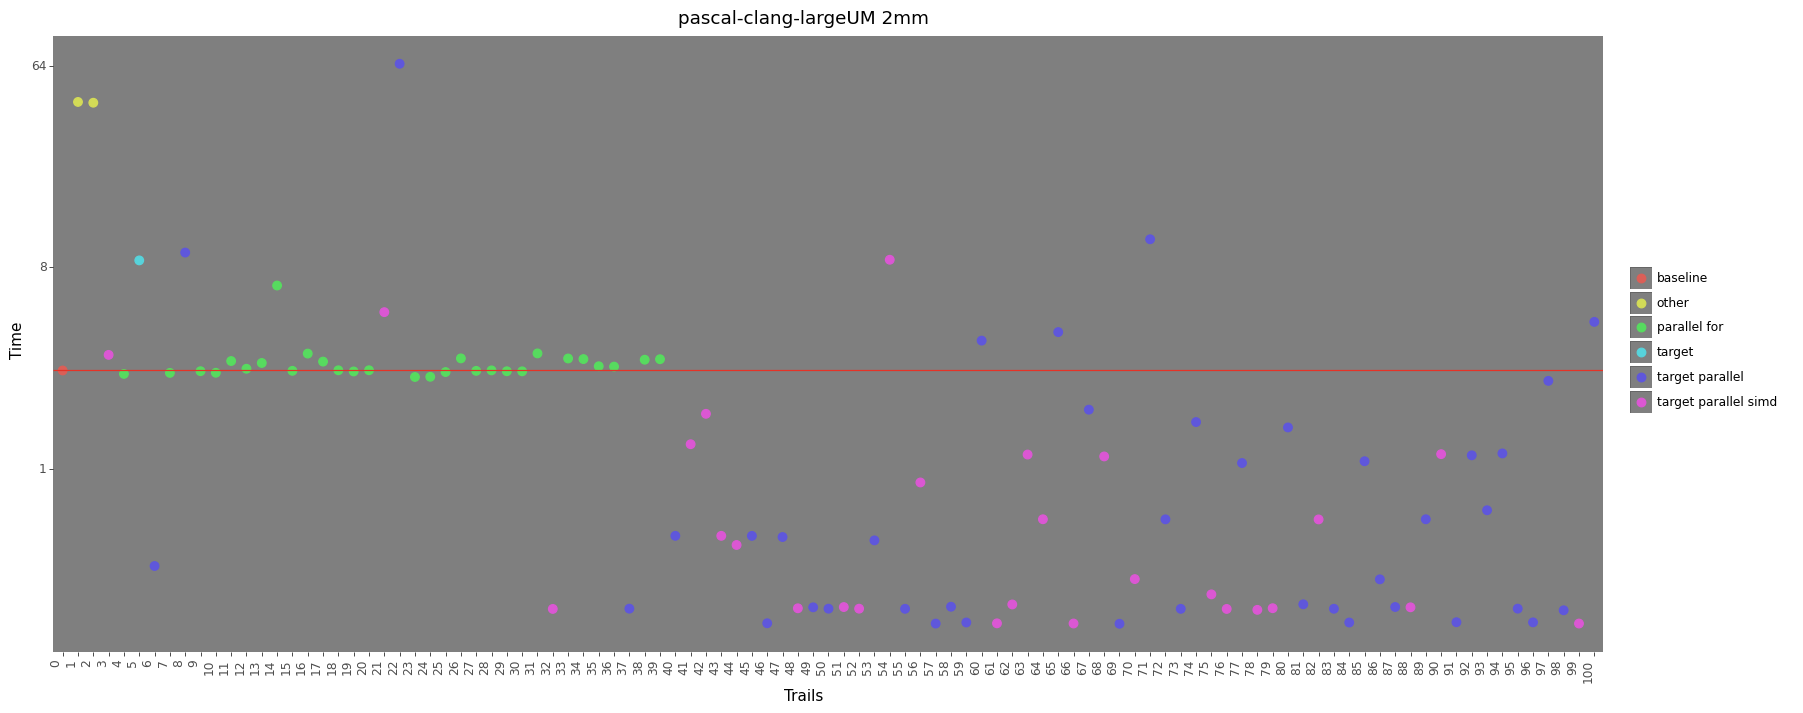 pascal-clang-largeUM 2mm
Time
64
8
1
0 1 2 3 4 5 6 7 8 9 10 11 12 13 14 15 16 17 18 19 20 21 22 23 24 25 26 27 28 29 30 31 32 33 34 35 36 37 38 39 40 41 42 43 44 45 46 47 48 49 50 51 52 53 54 55 56 57 58 59 60 61 62 63 64 65 66 67 68 69 70 71 72 73 74 75 76 77 78 79 80 81 82 83 84 85 86 87 88 89 90 91 92 93 94 95 96 97 98 99 100
Trails
baseline
other
parallel for
target
target parallel
target parallel simd